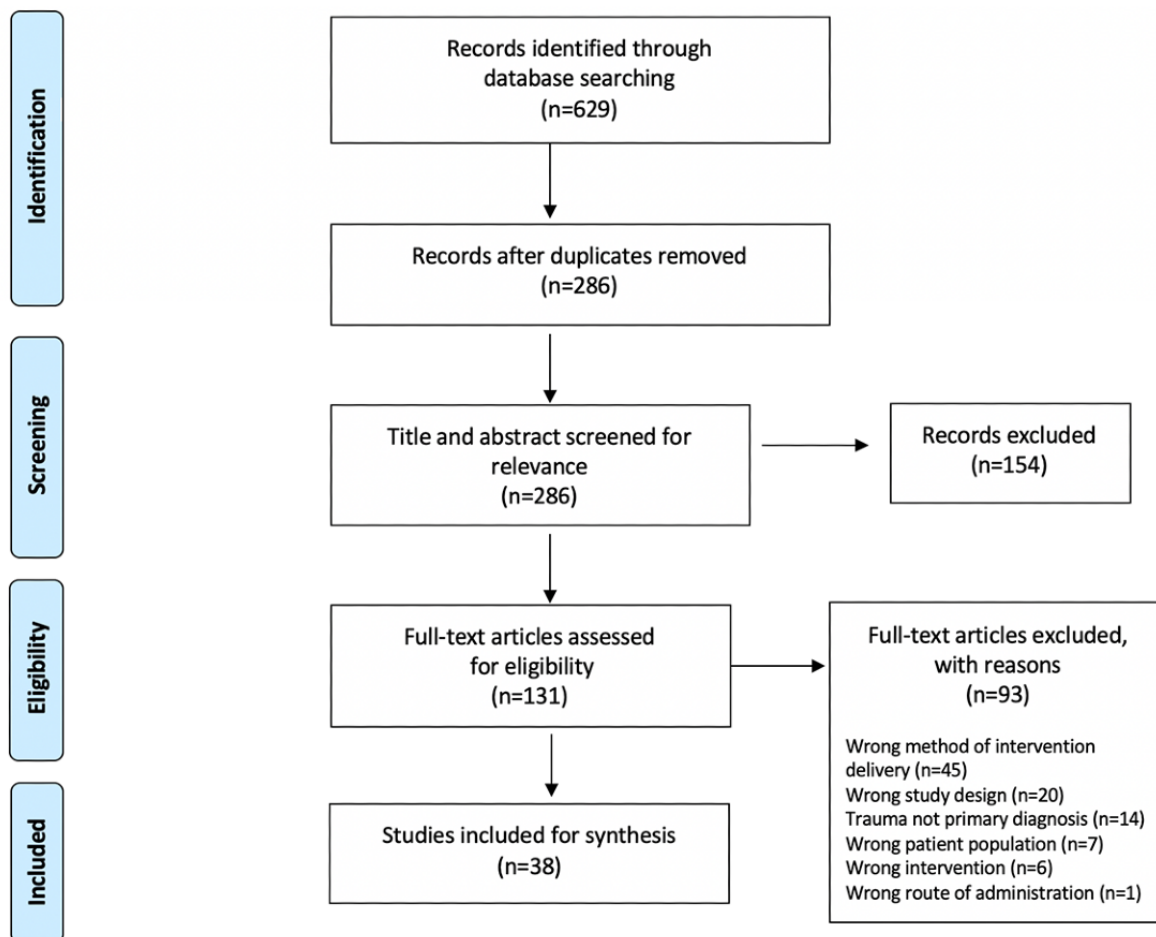 Identification
Records identified through
database searching
(n=629)
Records after duplicates removed
(n=286)
Screening
Title and abstract screened for
relevance
(n=286)
Records excluded
(n=154)
Eligibility
Full-text articles assessed
for eligibility
(n=131)
Full-text articles excluded,
with reasons
(n=93)
Wrong method of intervention
delivery (n=45)
Wrong study design (n=20)
Trauma not primary diagnosis (n=14)
Wrong patient population (n=7)
Wrong intervention (n=6)
Wrong route of administration (n=1)
Included
Studies included for synthesis
(n=38)